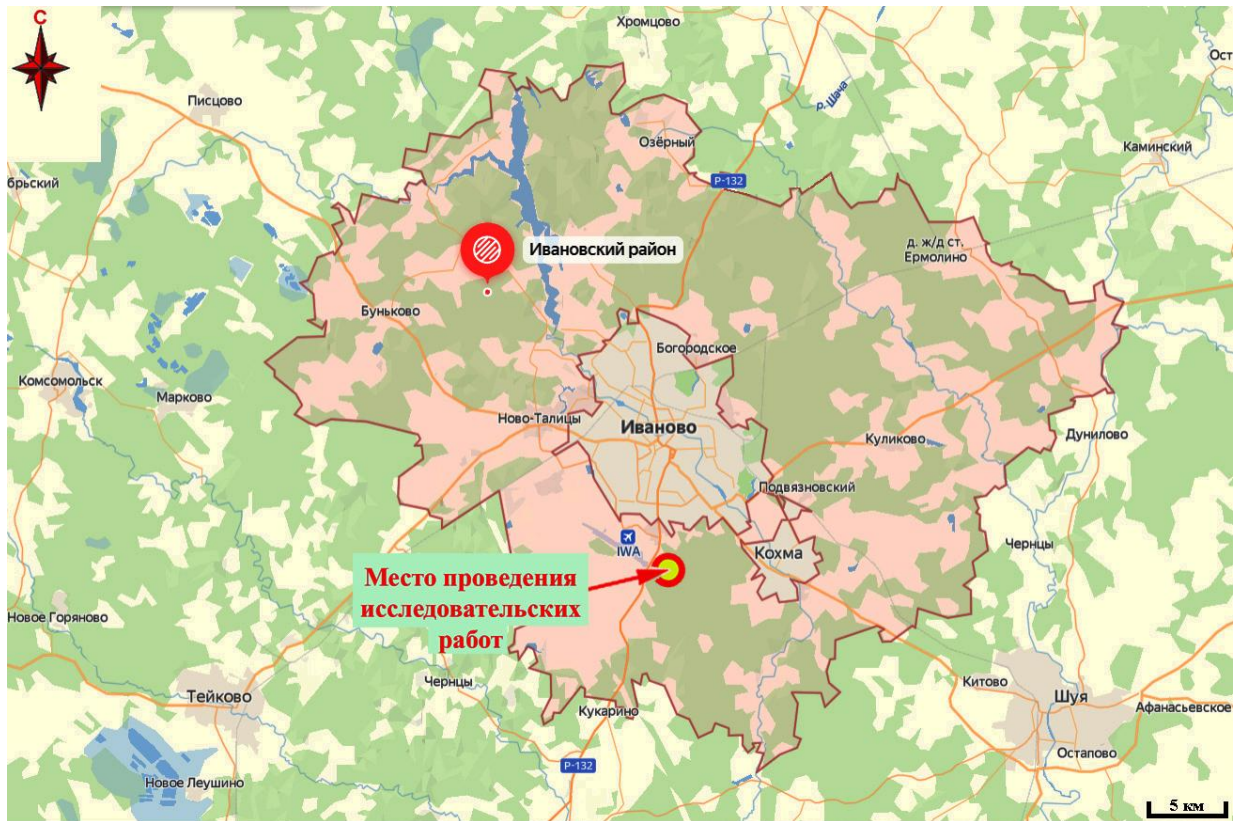 С
Хромцово
Ост
Писцово
р. Шача
Озёрный
Каминский
Р-132
брьский
д. ж/д ст.
Ермолино
Ивановский район
Буньково
Богородское
Комсомольск
Марково
Ново-Талицы
Иваново
Куликово
Дунилово
Подвязновский
IWA
Кохма
Чернцы
Место проведения
исследовательских
работ
Новое Горяново
Чернцы
Китово
Тейково
Шуя
Кукарино
Афанасьевское
Остапово
Р-132
Новое Леушино
5 км